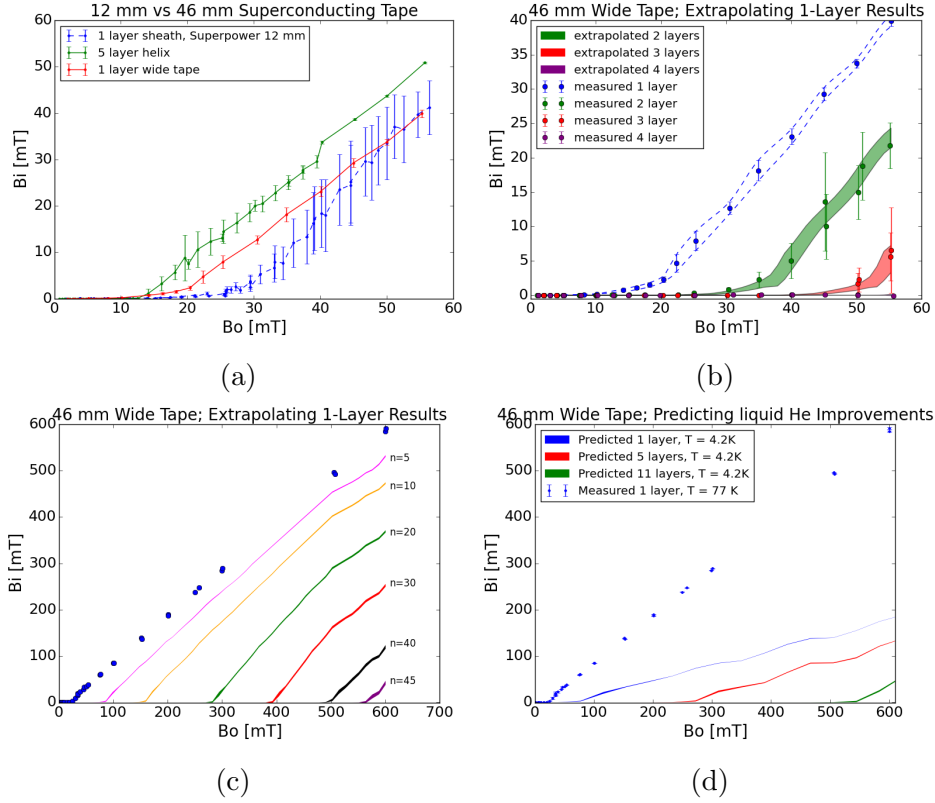 12 mm vs 46 mm Superconducting Tape
60
50
40
30
20
10
0
0 10 20 30 40 50 60
Bi [mT]
Bo [mT]
1 layer sheath, Superpower 12 mm
5 layer helix
1 layer wide tape
(a)
46 mm Wide Tape; Extrapolating 1-Layer Results
40
35
30
25
20
15
10
5
0
0 10 20 30 40 50 60
Bi [mT]
Bo [mT]
extrapolated 2 layers
extrapolated 3 layers
extrapolated 4 layers
measured 1 layer
measured 2 layer
measured 3 layer
measured 4 layer
(b)
46 mm Wide Tape; Extrapolating 1-Layer Results
600
500
400
300
200
100
0
0 100 200 300 400 500 600 700
Bi [mT]
Bo [mT]
n=5
n=10
n=20
n=30
n=40
n=45
(c)
46 mm Wide Tape; Predicting liquid He Improvements
600
500
400
300
200
100
0
0 100 200 300 400 500 600
Bi [mT]
Bo [mT]
Predicted 1 layer, T = 4.2K
Predicted 5 layers, T = 4.2K
Predicted 11 layers, T = 4.2K
Measured 1 layer, T = 77 K
(d)